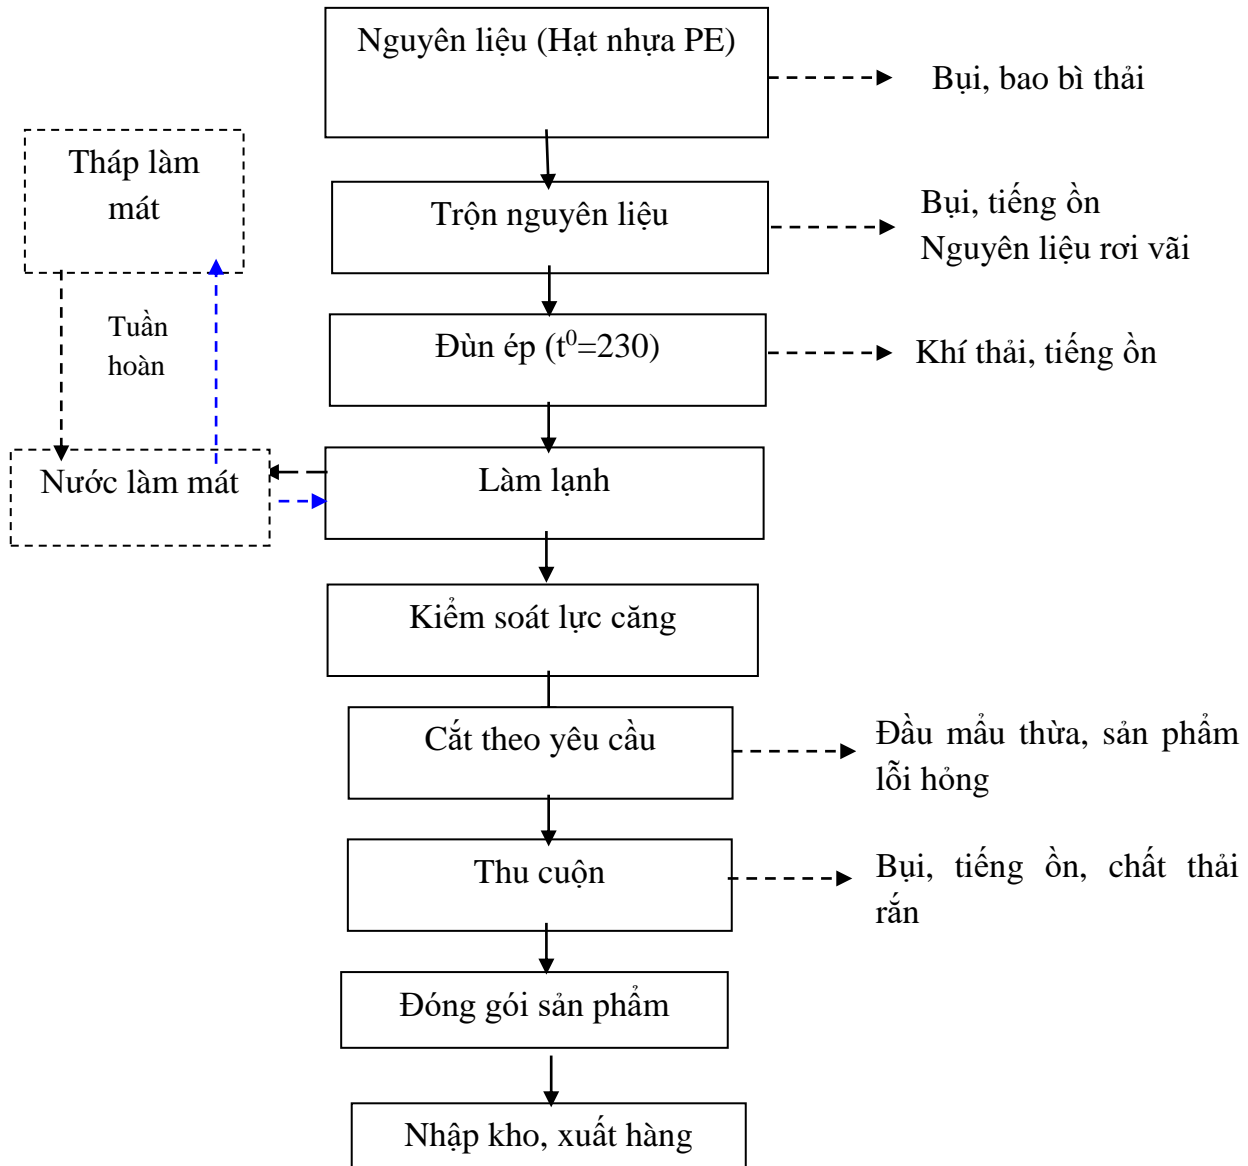 Nguyên liệu (Hạt nhựa PE)
Bụi, bao bì thải
Tháp làm
mát
Trộn nguyên liệu
Bụi, tiếng ồn
Nguyên liệu rơi vãi
Tuần
hoàn
Đùn ép (t⁰=230)
Khí thải, tiếng ồn
Nước làm mát
Làm lạnh
Kiểm soát lực căng
Cắt theo yêu cầu
Đầu mẩu thừa, sản phẩm
lỗi hỏng
Thu cuộn
Bụi, tiếng ồn, chất thải
rắn
Đóng gói sản phẩm
Nhập kho, xuất hàng